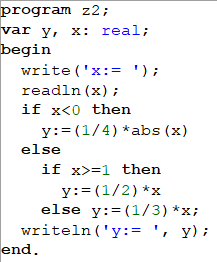 program z2;
var y, x: real;
begin
write('x:= ');
readln(x);
if x<0 then
y:=(1/4)*abs(x)
else
if x>=1 then
y:=(1/2)*x
else y:=(1/3)*x;
writeln('y:= ', y);
end.